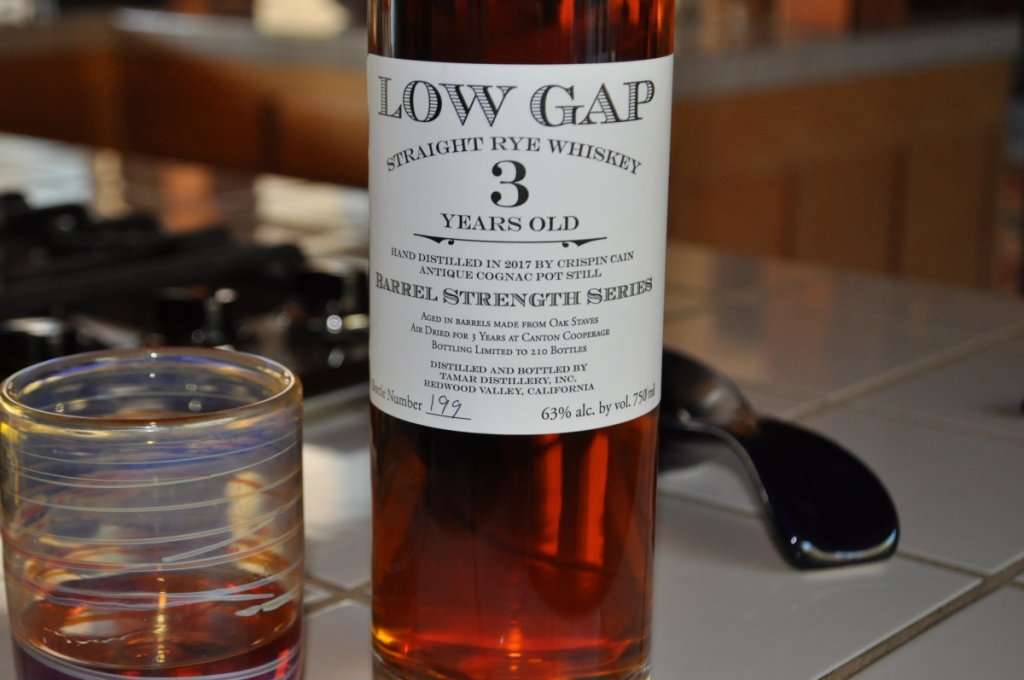 LOW GAP
STRAIGHT RYE WHISKEY
3
YEARS OLD
HAND DISTILLED IN 2017 BY CRISPIN CAIN
ANTIQUE COGNAC POT STILL
BARREL STRENGTH SERIES
AGED IN BARRELS MADE FROM OAK STAVES
AIR DRIED FOR 3 YEARS AT CANTON COOPERAGE
BOTTLING LIMITED TO 210 BOTTLES
DISTILLED AND BOTTLED BY
TAMAR DISTILLERY, INC.
REDWOOD VALLEY, CALIFORNIA
Bottle Number 199
63% alc. by vol. 750 ml